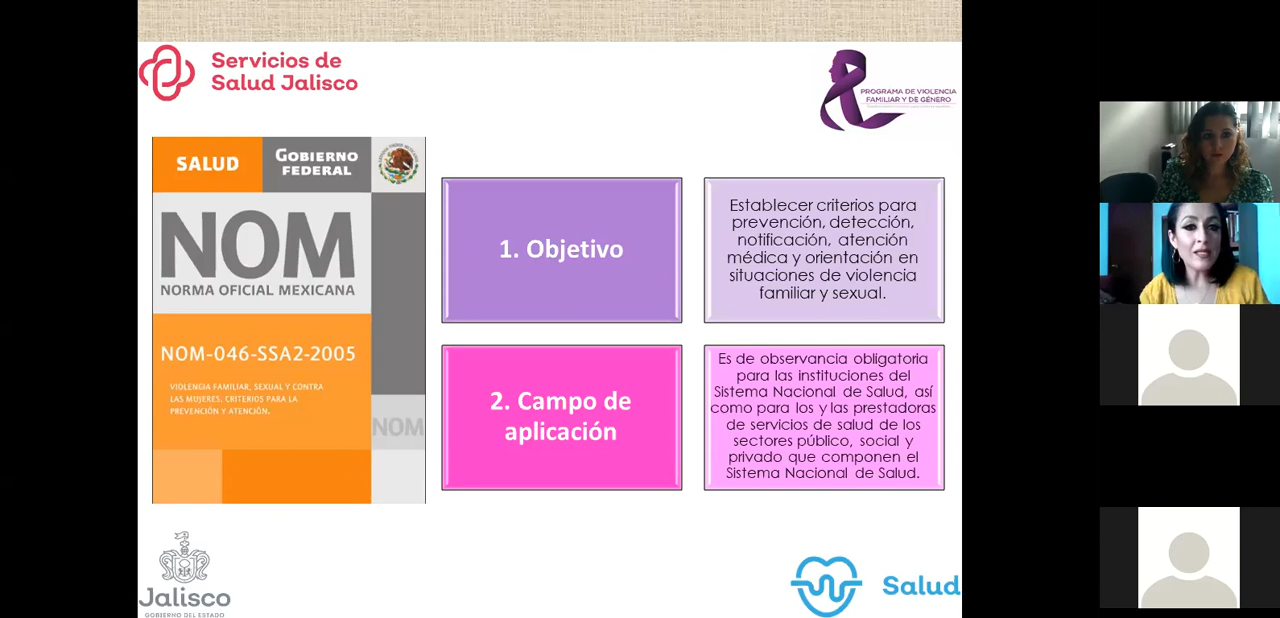 Servicios de
Salud Jalisco
PROGRAMA DE VIOLENCIA
FAMILIAR Y DE GÉNERO
SALUD
GOBIERNO
FEDERAL
NOM
NORMA OFICIAL MEXICANA
NOM-046-SSA2-2005
VIOLENCIA FAMILIAR, SEXUAL Y CONTRA
LAS MUJERES. CRITERIOS PARA LA
PREVENCIÓN Y ATENCIÓN.
NOM
1. Objetivo
Establecer criterios para
prevención, detección,
notificación, atención
médica y orientación en
situaciones de violencia
familiar y sexual.
2. Campo de
aplicación
Es de observancia obligatoria
para las instituciones del
Sistema Nacional de Salud, así
como para los y las prestadoras
de servicios de salud de los
sectores público, social y
privado que componen el
Sistema Nacional de Salud.
Jalisco
GOBIERNO DEL ESTADO
Salud